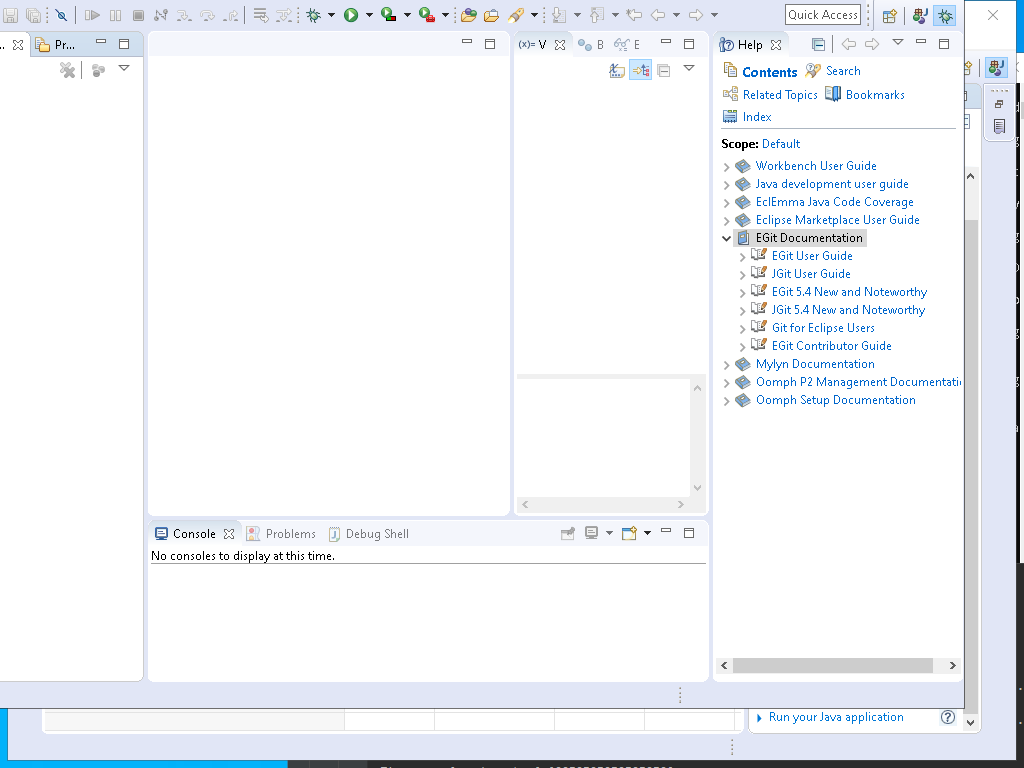 Quick Access
Pr...
(x)= V
B
E
Help
Contents
Search
Related Topics
Bookmarks
Index
Scope: Default
Workbench User Guide
Java development user guide
EclEmma Java Code Coverage
Eclipse Marketplace User Guide
EGit Documentation
EGit User Guide
JGit User Guide
EGit 5.4 New and Noteworthy
JGit 5.4 New and Noteworthy
Git for Eclipse Users
EGit Contributor Guide
Mylyn Documentation
Oomph P2 Management Documentati
Oomph Setup Documentation
Console
Problems
Debug Shell
No consoles to display at this time.
Run your Java application